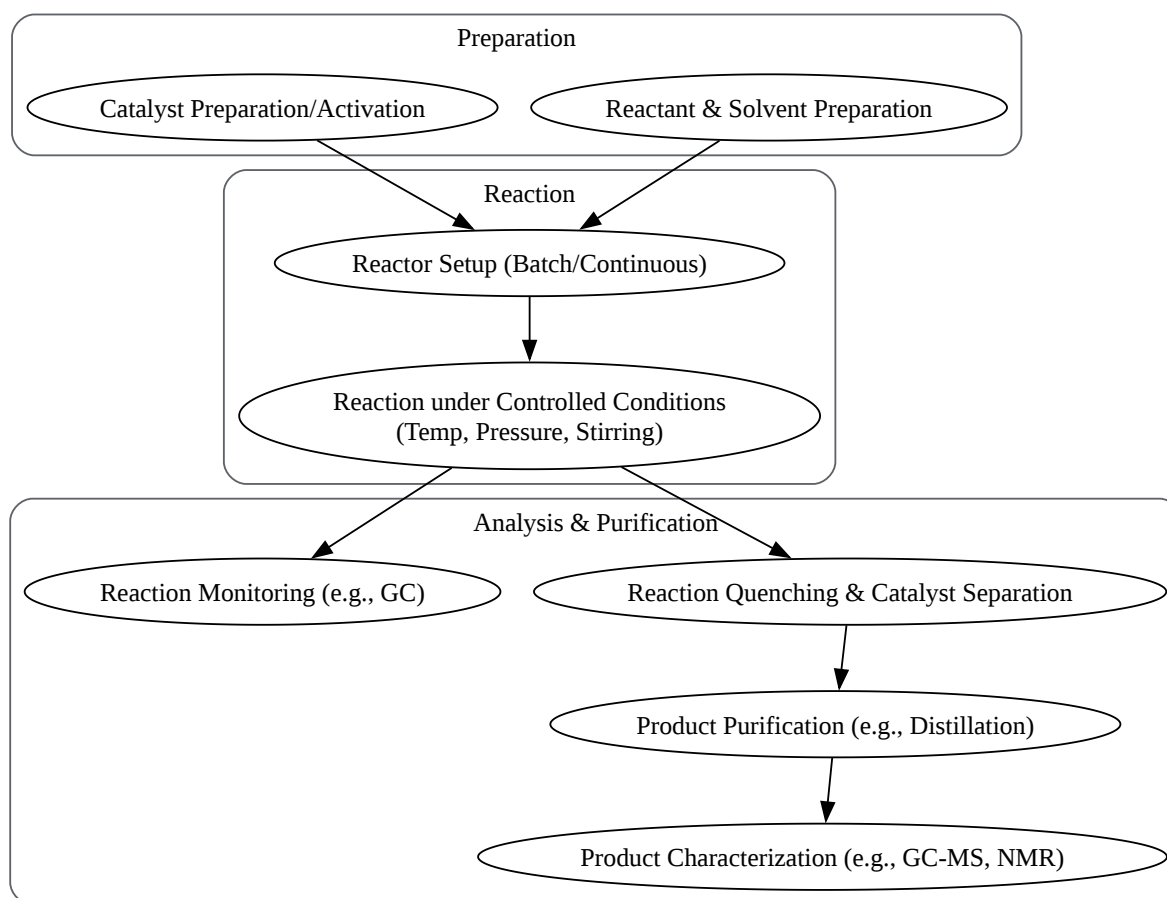 Preparation
Catalyst Preparation/Activation
Reactant & Solvent Preparation
Reaction
Reactor Setup (Batch/Continuous)
Reaction under Controlled Conditions
(Temp, Pressure, Stirring)
Analysis & Purification
Reaction Monitoring (e.g., GC)
Reaction Quenching & Catalyst Separation
Product Purification (e.g., Distillation)
Product Characterization (e.g., GC-MS, NMR)